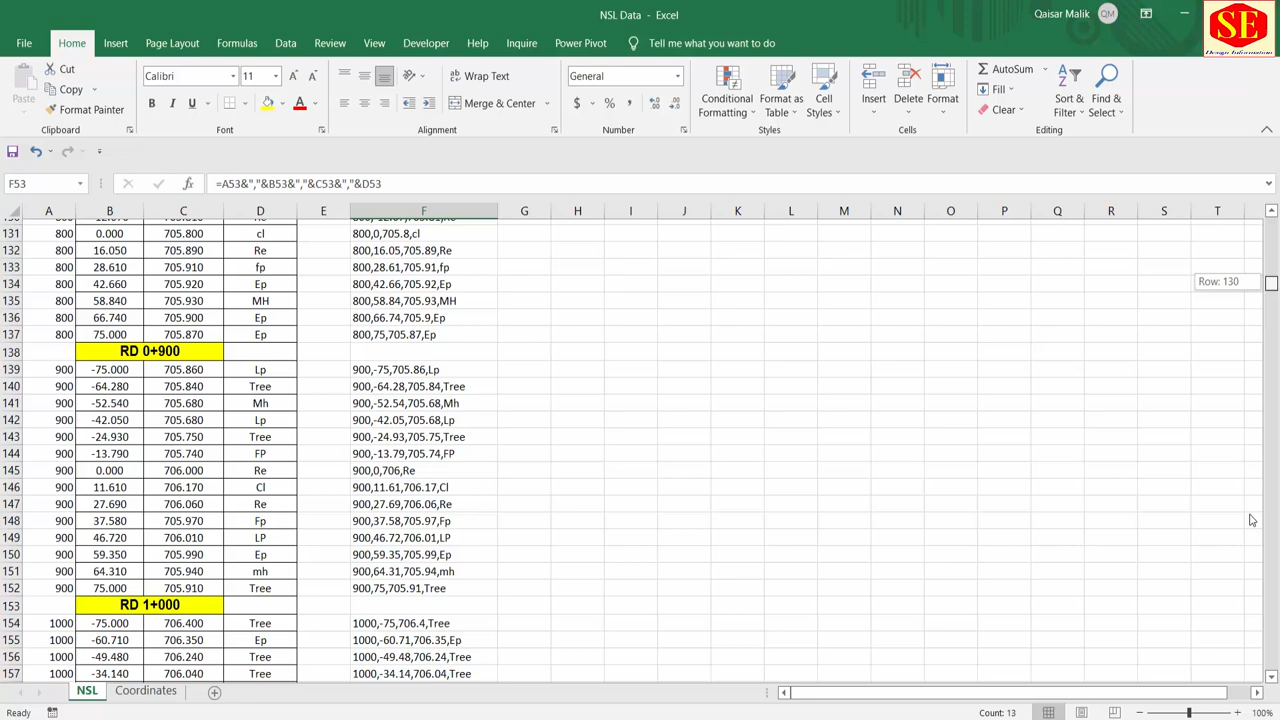 NSL Data - Excel
Qaisar Malik QM
SE
Design Information
File Home Insert Page Layout Formulas Data Review View Developer Help Inquire Power Pivot Tell me what you want to do
Paste Cut Copy Format Painter Clipboard
Calibri 11 A A B I U A Font
Wrap Text Merge & Center Alignment
General $ % , Number
Conditional Formatting Format as Table Cell Styles Styles
Insert Delete Format Cells
AutoSum Fill Clear Sort & Filter Find & Select Editing
F53 fx =A53&","&B53&","&C53&","&D53
A B C D E F G H I J K L M N O P Q R S T
131 800 0.000 705.800 cl 800,0,705.8,cl
132 800 16.050 705.890 Re 800,16.05,705.89,Re
133 800 28.610 705.910 fp 800,28.61,705.91,fp
134 800 42.660 705.920 Ep 800,42.66,705.92,Ep
135 800 58.840 705.930 MH 800,58.84,705.93,MH
136 800 66.740 705.900 Ep 800,66.74,705.9,Ep
137 800 75.000 705.870 Ep 800,75,705.87,Ep
138 RD 0+900
139 900 -75.000 705.860 Lp 900,-75,705.86,Lp
140 900 -64.280 705.840 Tree 900,-64.28,705.84,Tree
141 900 -52.540 705.680 Mh 900,-52.54,705.68,Mh
142 900 -42.050 705.680 Lp 900,-42.05,705.68,Lp
143 900 -24.930 705.750 Tree 900,-24.93,705.75,Tree
144 900 -13.790 705.740 FP 900,-13.79,705.74,FP
145 900 0.000 706.000 Re 900,0,706,Re
146 900 11.610 706.170 Cl 900,11.61,706.17,Cl
147 900 27.690 706.060 Re 900,27.69,706.06,Re
148 900 37.580 705.970 Fp 900,37.58,705.97,Fp
149 900 46.720 706.010 LP 900,46.72,706.01,LP
150 900 59.350 705.990 Ep 900,59.35,705.99,Ep
151 900 64.310 705.940 mh 900,64.31,705.94,mh
152 900 75.000 705.910 Tree 900,75,705.91,Tree
153 RD 1+000
154 1000 -75.000 706.400 Tree 1000,-75,706.4,Tree
155 1000 -60.710 706.350 Ep 1000,-60.71,706.35,Ep
156 1000 -49.480 706.240 Tree 1000,-49.48,706.24,Tree
157 1000 -34.140 706.040 Tree 1000,-34.14,706.04,Tree
Row: 130
NSL Coordinates
Ready Count: 13 100%